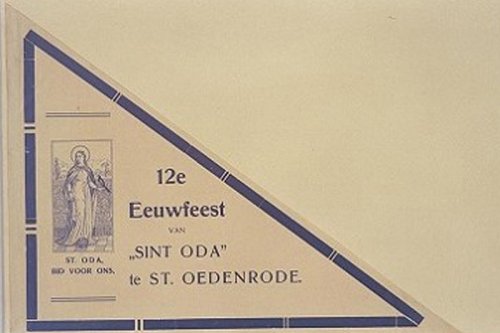 12e
Eeuwfeest
VAN
„SINT ODA”
te ST. OEDENRODE.
ST. ODA,
BID VOOR ONS.